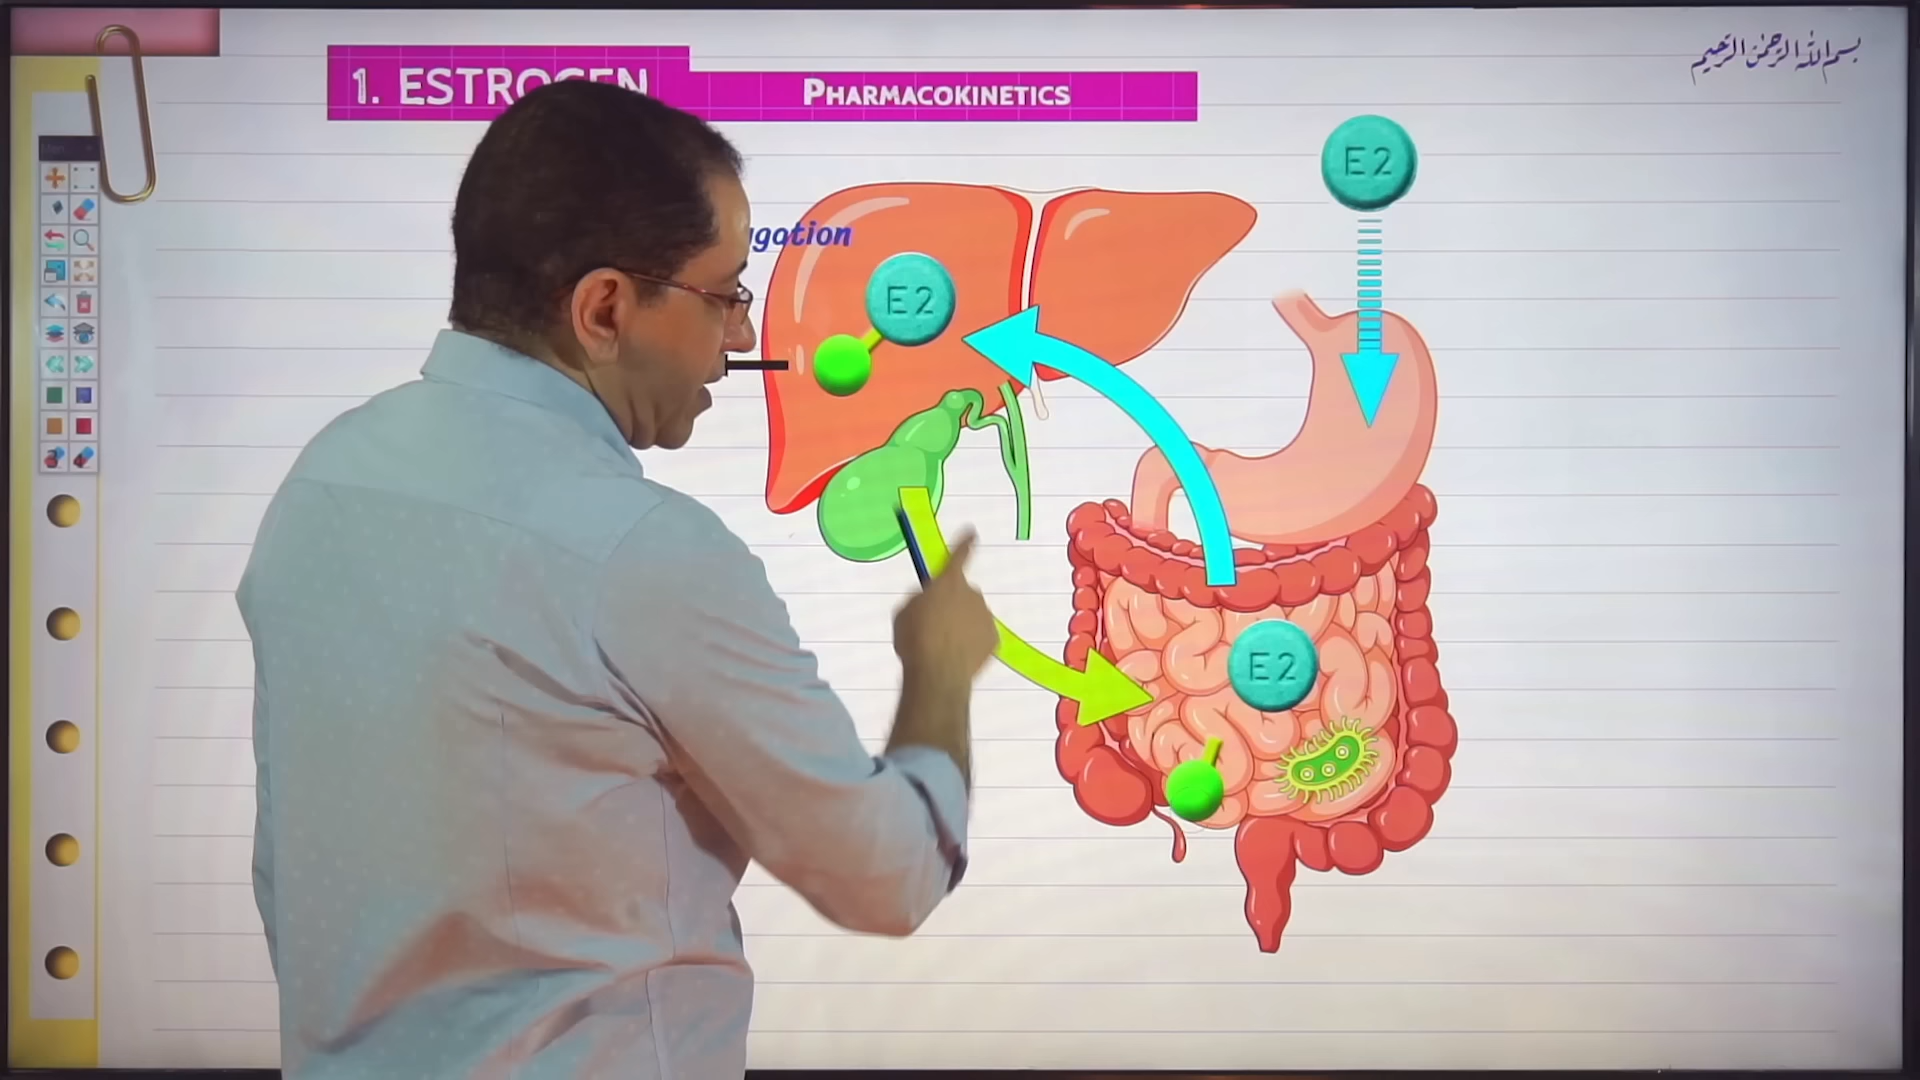 1. ESTROGEN
PHARMACOKINETICS
بسم الله الرحمن الرحيم
E2
E2
E2